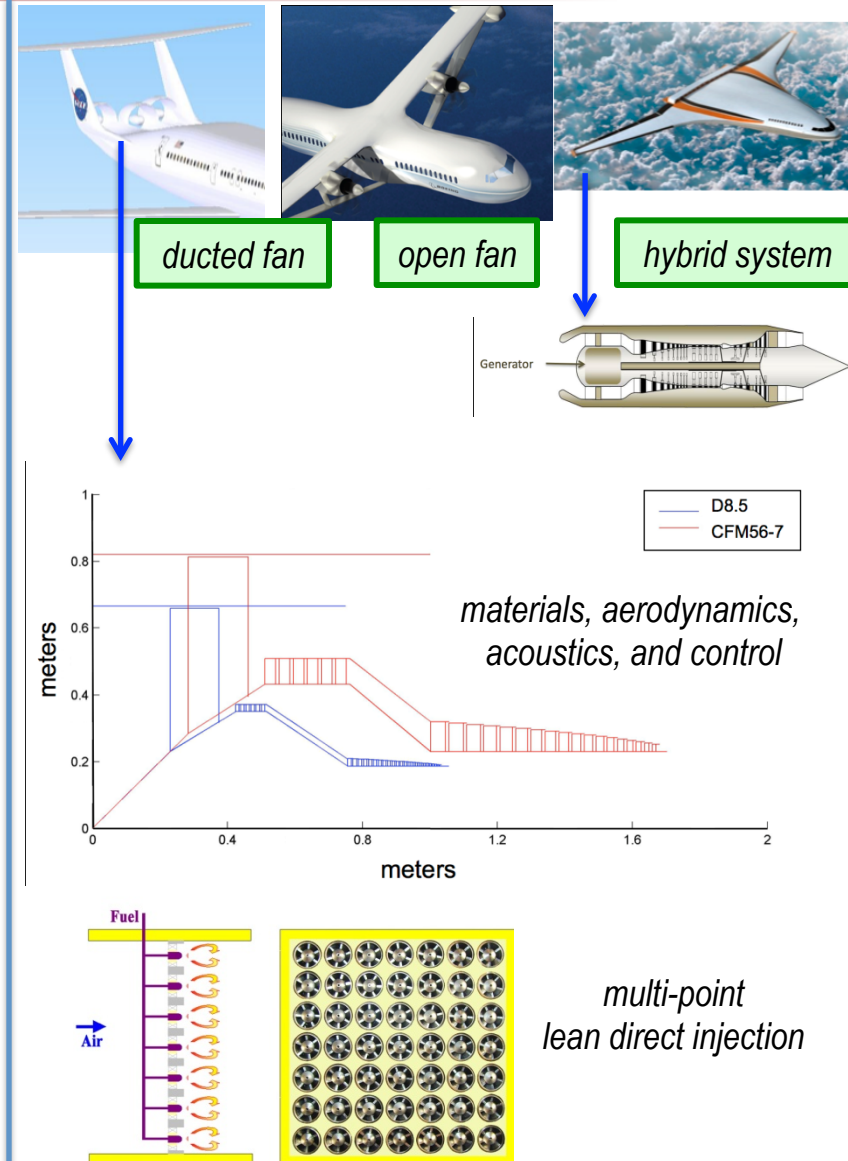 NASA
ducted fan
open fan
hybrid system
Generator
D8.5
CFM56-7
1
0.8
0.6
0.4
0.2
0
meters
materials, aerodynamics,
acoustics, and control
0
0.4
0.8
1.2
1.6
2
meters
Fuel
Air
multi-point
lean direct injection